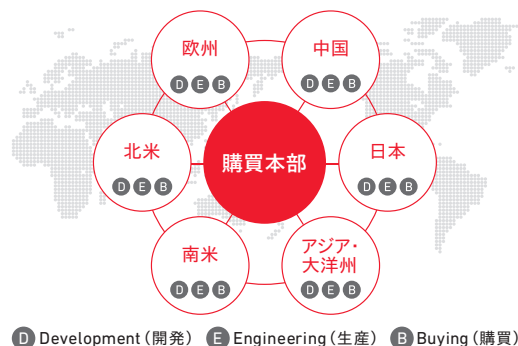 欧州
D E B
中国
D E B
北米
D E B
購買本部
日本
D E B
南米
D E B
アジア・
大洋州
D E B
D Development（開発） E Engineering（生産） B Buying（購買）